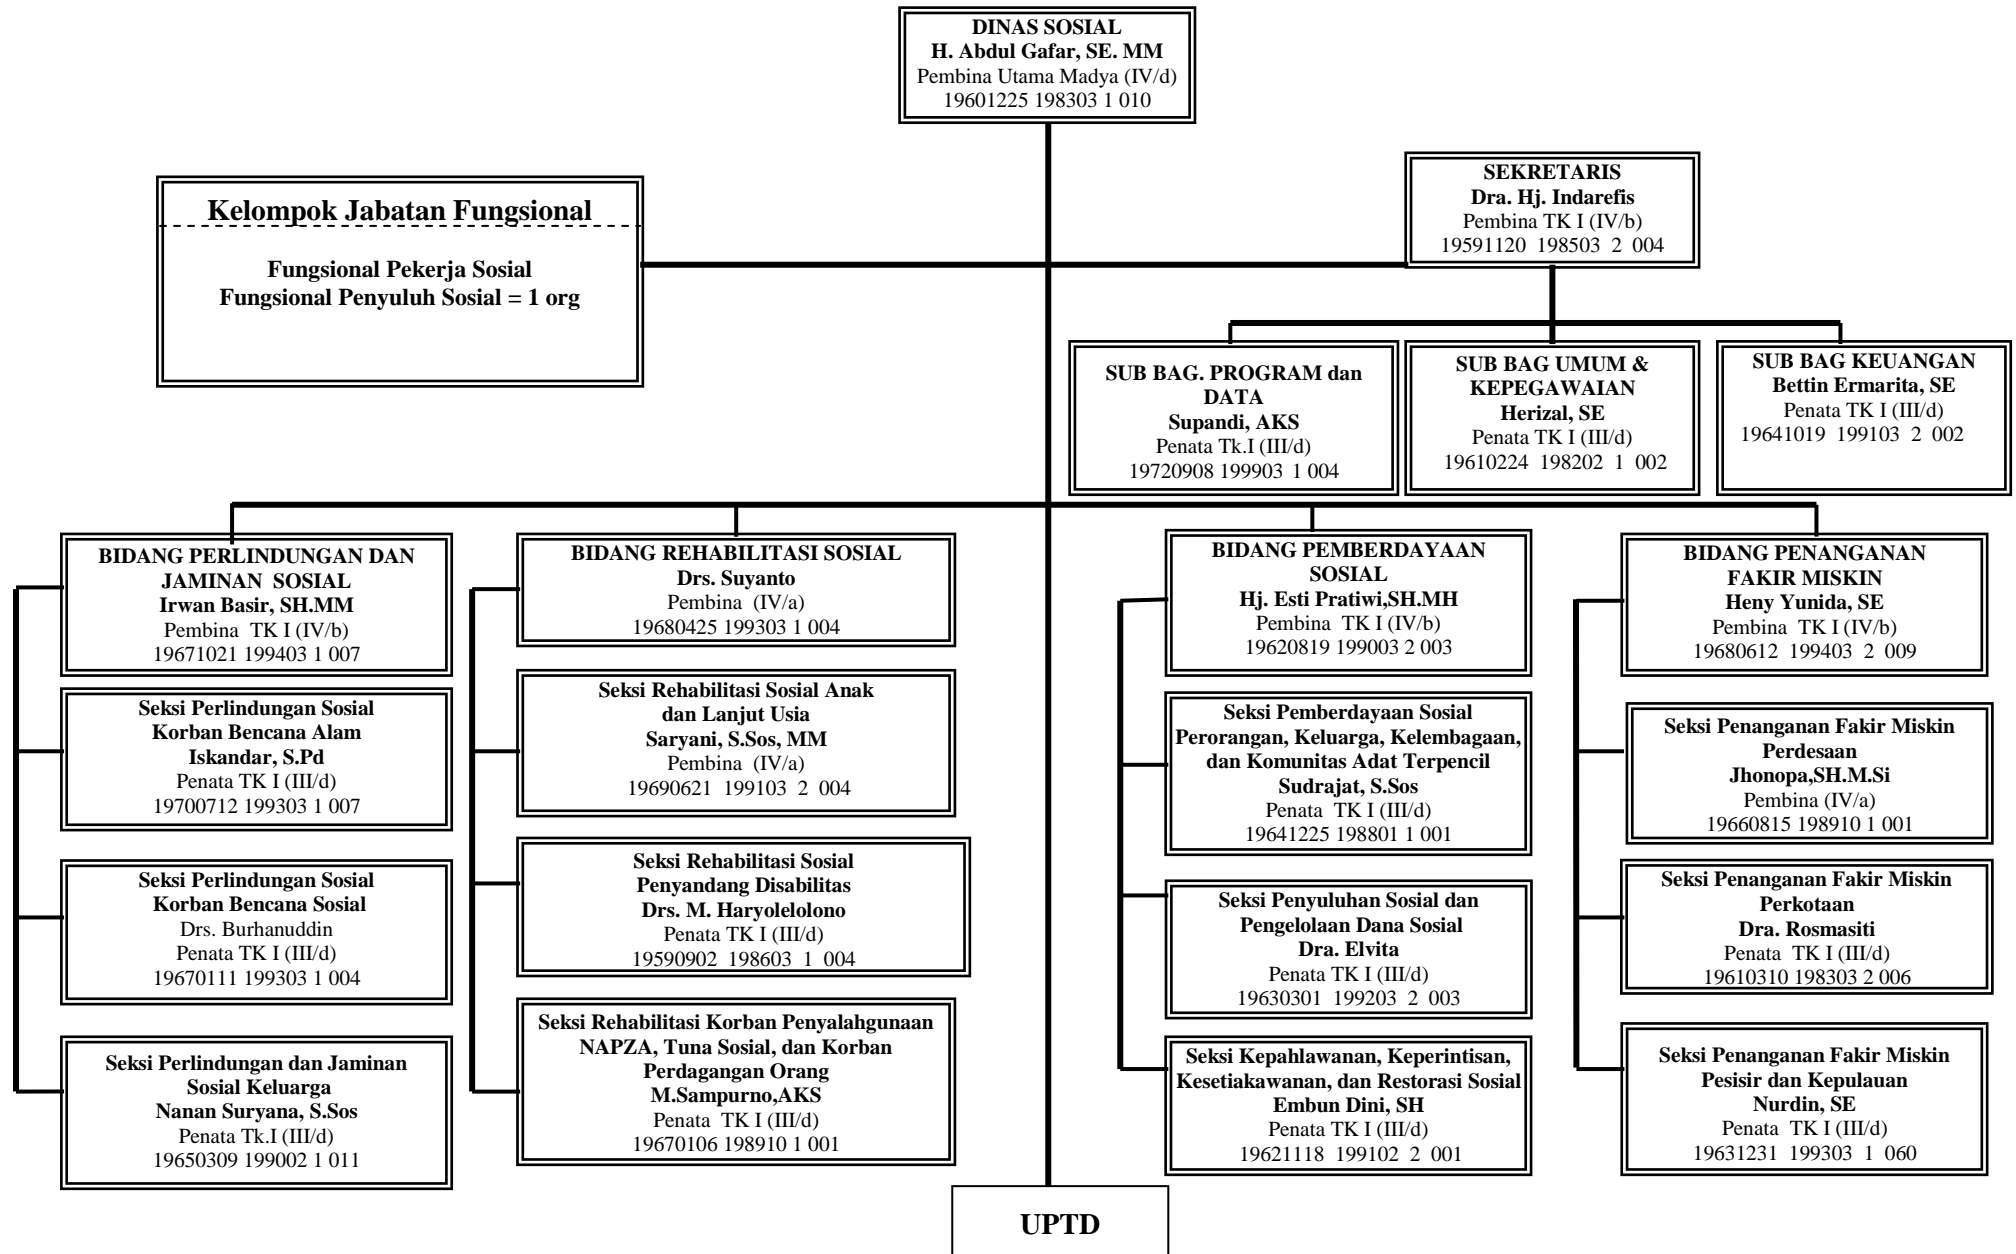 DINAS SOSIAL
H. Abdul Gafar, SE. MM
Pembina Utama Madya (IV/d)
19601225 198303 1 010
SEKRETARIS
Dra. Hj. Indarefis
Pembina TK I (IV/b)
19591120 198503 2 004
Kelompok Jabatan Fungsional
Fungsional Pekerja Sosial
Fungsional Penyuluh Sosial = 1 org
SUB BAG. PROGRAM dan
DATA
Supandi, AKS
Penata Tk.I (III/d)
19720908 199903 1 004
SUB BAG UMUM &
KEPEGAWAIAN
Herizal, SE
Penata TK I (III/d)
19610224 198202 1 002
SUB BAG KEUANGAN
Bettin Ermarita, SE
Penata TK I (III/d)
19641019 199103 2 002
BIDANG PERLINDUNGAN DAN
JAMINAN SOSIAL
Irwan Basir, SH.MM
Pembina TK I (IV/b)
19671021 199403 1 007
Seksi Perlindungan Sosial
Korban Bencana Alam
Iskandar, S.Pd
Penata TK I (III/d)
19700712 199303 1 007
Seksi Perlindungan Sosial
Korban Bencana Sosial
Drs. Burhanuddin
Penata TK I (III/d)
19670111 199303 1 004
Seksi Perlindungan dan Jaminan
Sosial Keluarga
Nanan Suryana, S.Sos
Penata Tk.I (III/d)
19650309 199002 1 011
BIDANG REHABILITASI SOSIAL
Drs. Suyanto
Pembina (IV/a)
19680425 199303 1 004
Seksi Rehabilitasi Sosial Anak
dan Lanjut Usia
Saryani, S.Sos, MM
Pembina (IV/a)
19690621 199103 2 004
Seksi Rehabilitasi Sosial
Penyandang Disabilitas
Drs. M. Haryolelolono
Penata TK I (III/d)
19590902 198603 1 004
Seksi Rehabilitasi Korban Penyalahgunaan
NAPZA, Tuna Sosial, dan Korban
Perdagangan Orang
M.Sampurno,AKS
Penata TK I (III/d)
19670106 198910 1 001
BIDANG PEMBERDAYAAN
SOSIAL
Hj. Esti Pratiwi,SH.MH
Pembina TK I (IV/b)
19620819 199003 2 003
Seksi Pemberdayaan Sosial
Perorangan, Keluarga, Kelembagaan,
dan Komunitas Adat Terpencil
Sudrajat, S.Sos
Penata TK I (III/d)
19641225 198801 1 001
Seksi Penyuluhan Sosial dan
Pengelolaan Dana Sosial
Dra. Elvita
Penata TK I (III/d)
19630301 199203 2 003
Seksi Kepahlawanan, Keperintisan,
Kesetiakawanan, dan Restorasi Sosial
Embun Dini, SH
Penata TK I (III/d)
19621118 199102 2 001
BIDANG PENANGANAN
FAKIR MISKIN
Heny Yunida, SE
Pembina TK I (IV/b)
19680612 199403 2 009
Seksi Penanganan Fakir Miskin
Perdesaan
Jhonopa,SH.M.Si
Pembina (IV/a)
19660815 198910 1 001
Seksi Penanganan Fakir Miskin
Perkotaan
Dra. Rosmasiti
Penata TK I (III/d)
19610310 198303 2 006
Seksi Penanganan Fakir Miskin
Pesisir dan Kepulauan
Nurdin, SE
Penata TK I (III/d)
19631231 199303 1 060
UPTD